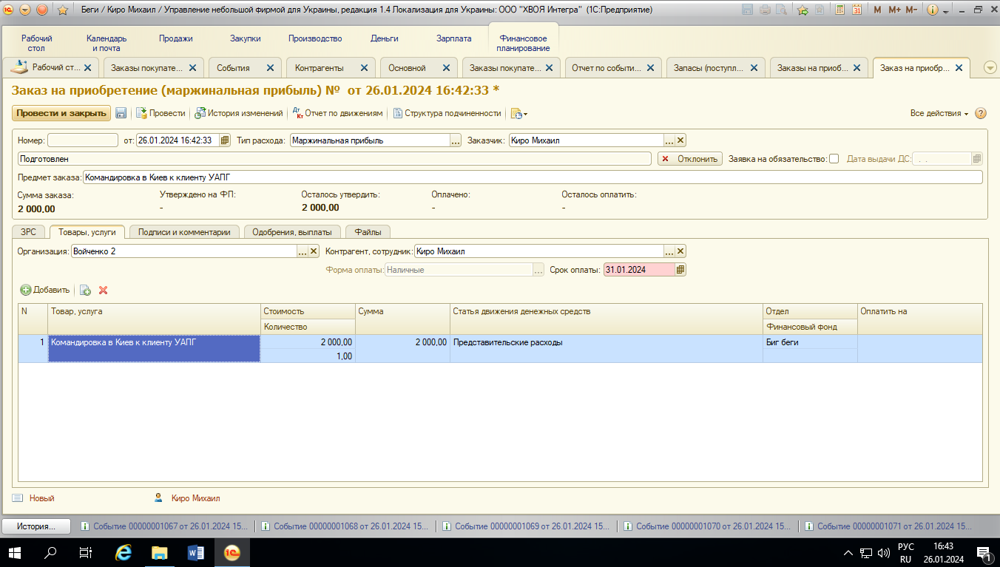 Беги / Киро Михаил / Управление небольшой фирмой для Украины, редакция 1.4 Локализация для Украины: ООО "ХВОЯ Интегра" (1С:Предприятие)
M M+ M-
Рабочий стол
Календарь и почта
Продажи
Закупки
Производство
Деньги
Зарплата
Финансовое планирование
Рабочий ст...
Заказы покупате...
События
Контрагенты
Основной
Заказы покупате...
Отчет по событи...
Запасы (поступл...
Заказы на приоб...
Заказ на приобр...
Заказ на приобретение (маржинальная прибыль) № от 26.01.2024 16:42:33 *
Провести и закрыть
Провести
История изменений
Дт Кт Отчет по движениям
Структура подчиненности
Все действия
Номер: от: 26.01.2024 16:42:33 Тип расхода: Маржинальная прибыль ... Заказчик: Киро Михаил ...
Подготовлен Отклонить Заявка на обязательство: Дата выдачи ДС: . .
Предмет заказа: Командировка в Киев к клиенту УАПГ
Сумма заказа: Утверждено на ФП: Осталось утвердить: Оплачено: Осталось оплатить:
2 000,00 - 2 000,00 - -
ЗРС
Товары, услуги
Подписи и комментарии
Одобрения, выплаты
Файлы
Организация: Войченко 2 ... Контрагент, сотрудник: Киро Михаил ...
Форма оплаты: Наличные ... Срок оплаты: 31.01.2024
Добавить
N Товар, услуга Стоимость Сумма Статья движения денежных средств Отдел Оплатить на
Количество Финансовый фонд
1 Командировка в Киев к клиенту УАПГ 2 000,00 2 000,00 Представительские расходы Биг беги
1,00
Новый Киро Михаил
История...
Событие 00000001067 от 26.01.2024 15...
Событие 00000001068 от 26.01.2024 15...
Событие 00000001069 от 26.01.2024 15...
Событие 00000001070 от 26.01.2024 15...
Событие 00000001071 от 26.01.2024 15...
РУС 16:43
RU 26.01.2024
1